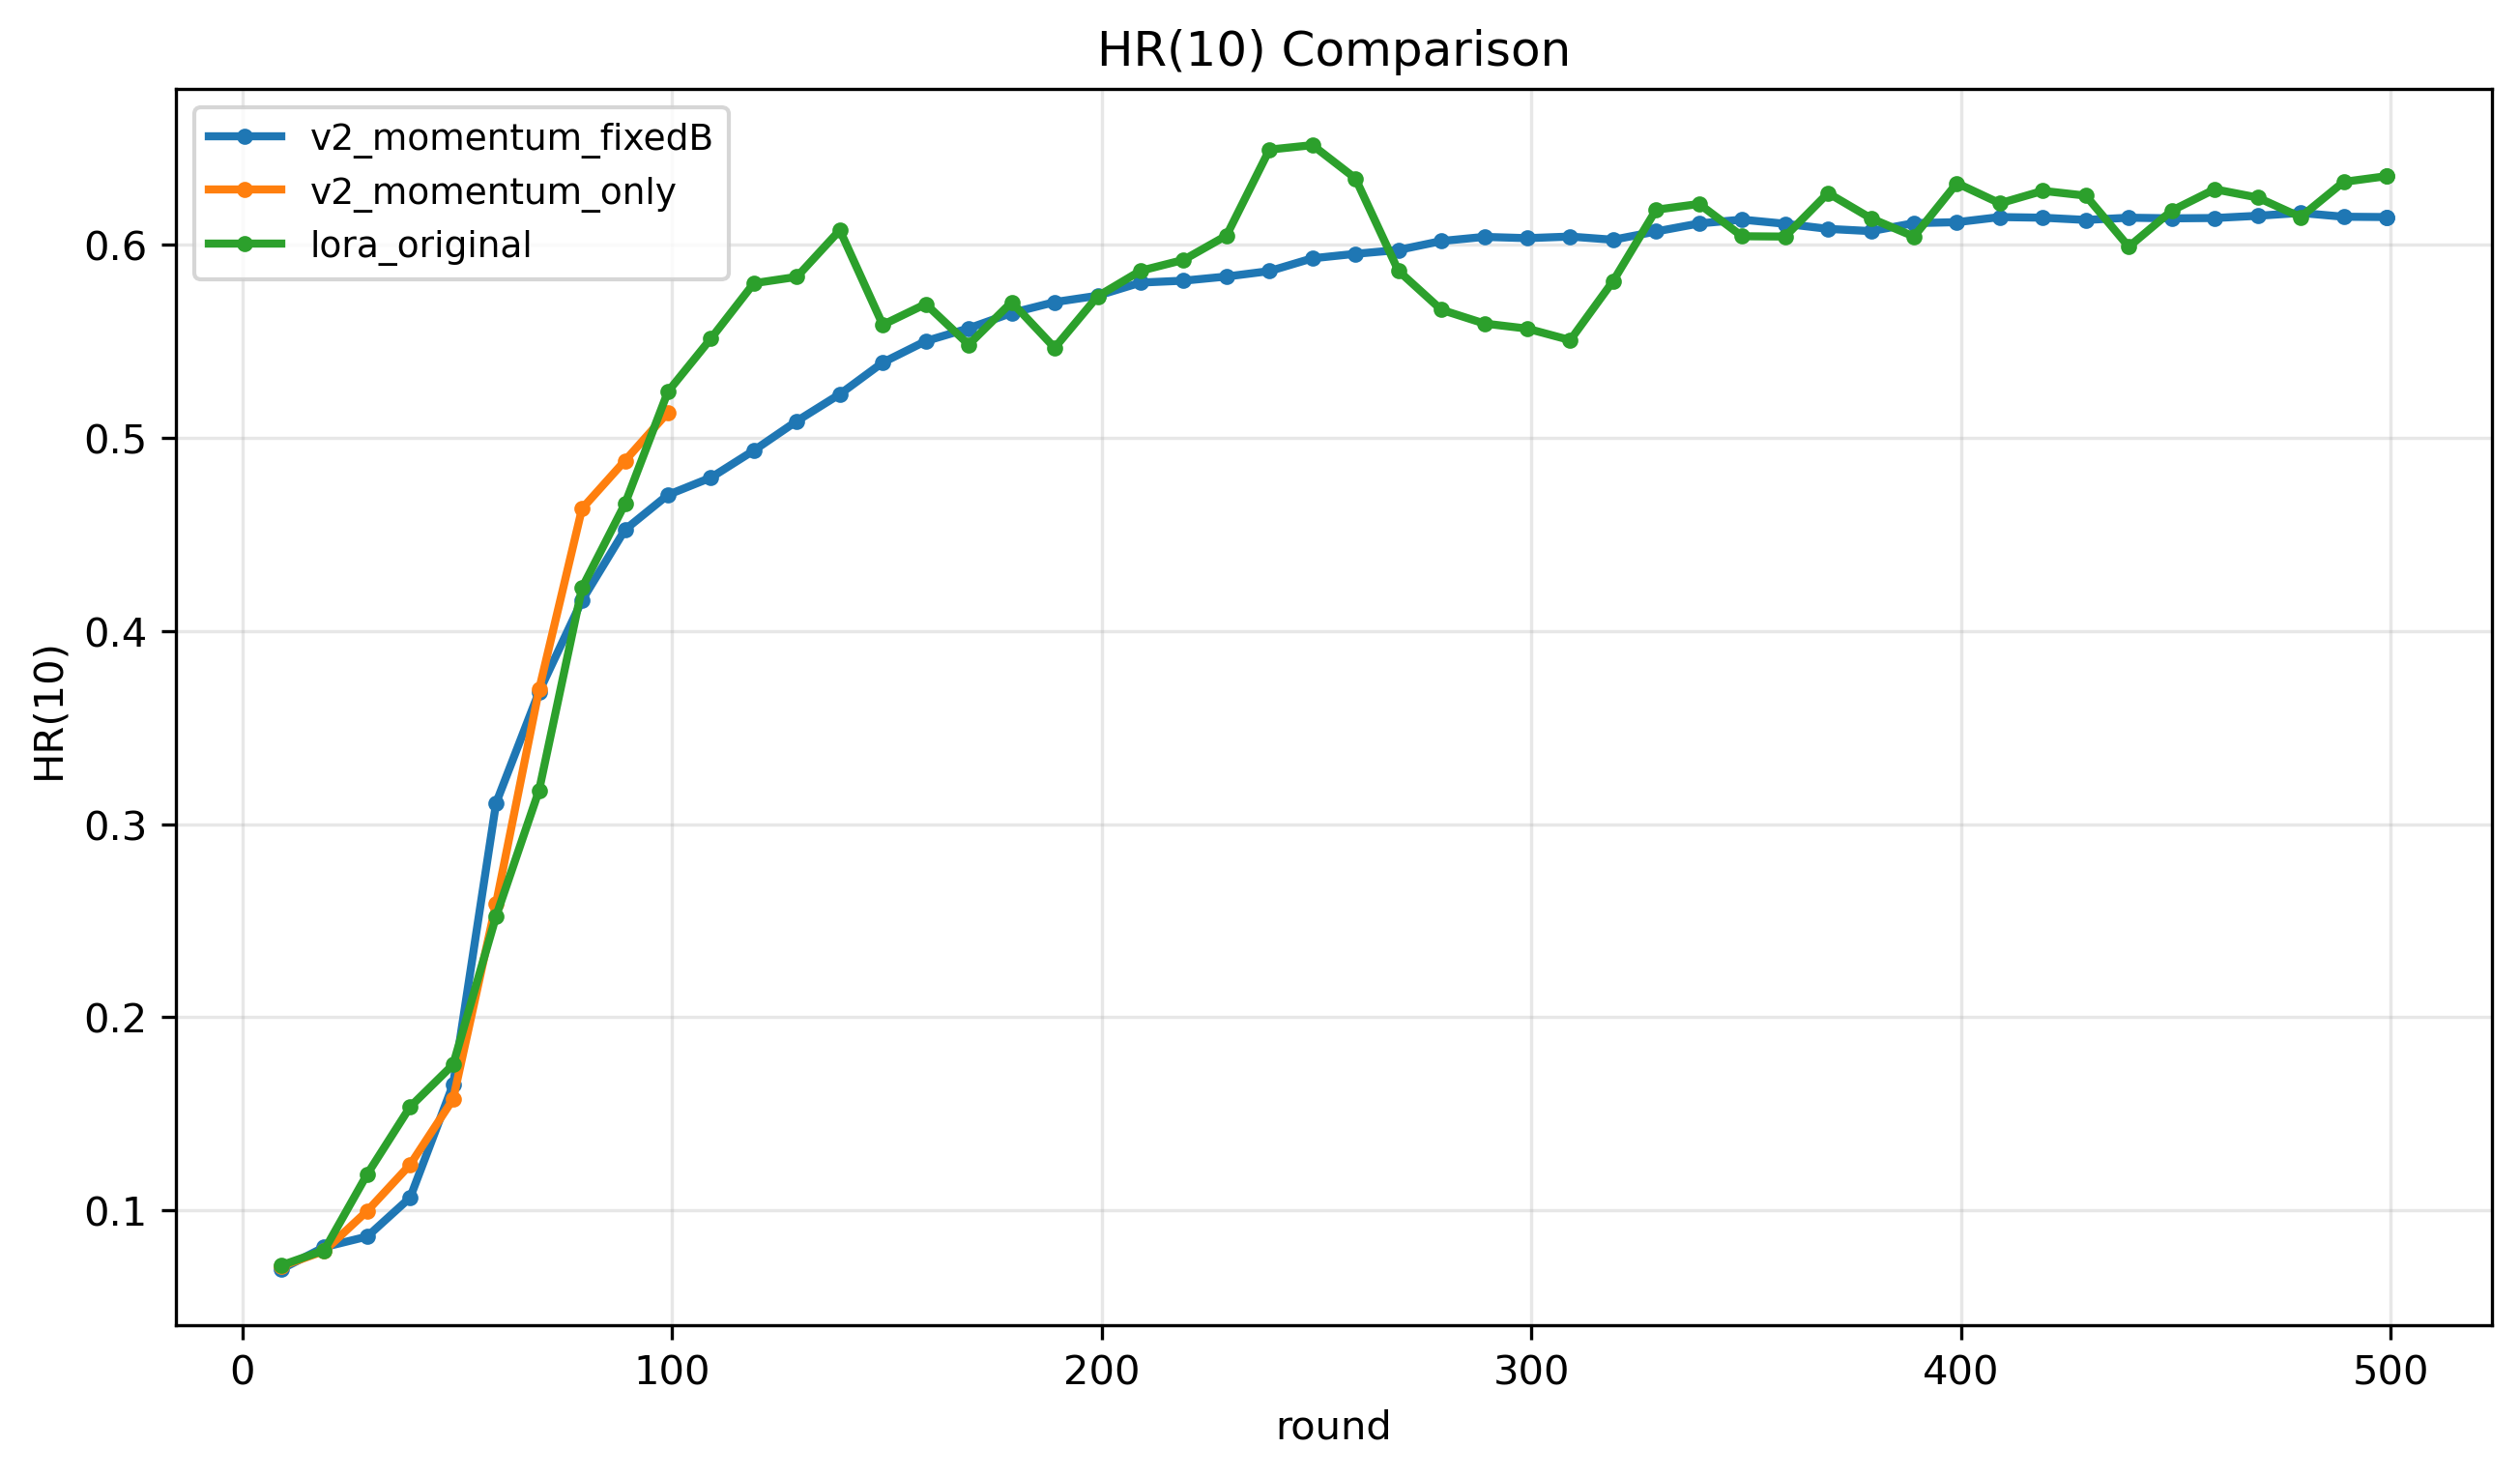 HR(10) Comparison
v2_momentum_fixedB
v2_momentum_only
lora_original
HR(10)
0.6
0.5
0.4
0.3
0.2
0.1
0 100 200 300 400 500
round